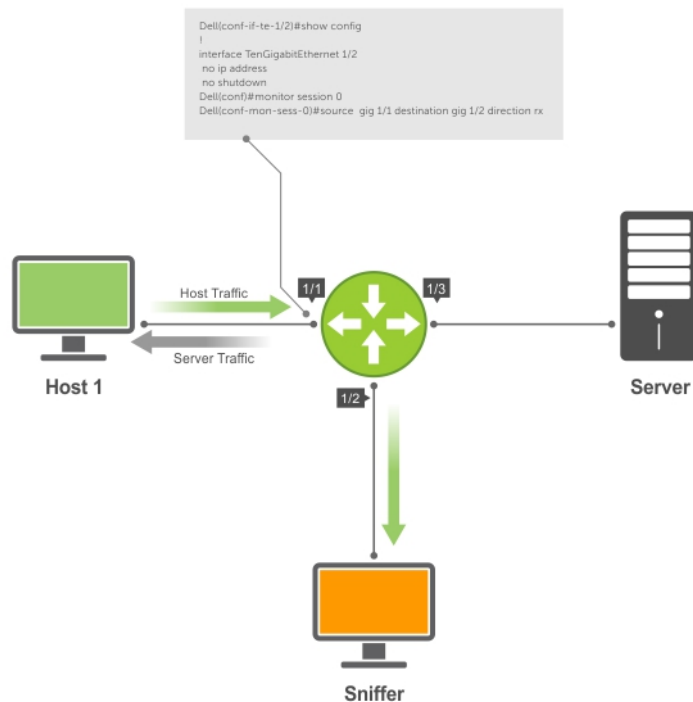 Dell(conf-if-te-1/2)#show config
!
interface TenGigabitEthernet 1/2
no ip address
no shutdown
Dell(conf)#monitor session 0
Dell(conf-mon-sess-0)#source gig 1/1 destination gig 1/2 direction rx
Host Traffic
1/1
1/3
Server Traffic
Host 1
Server
1/2
Sniffer